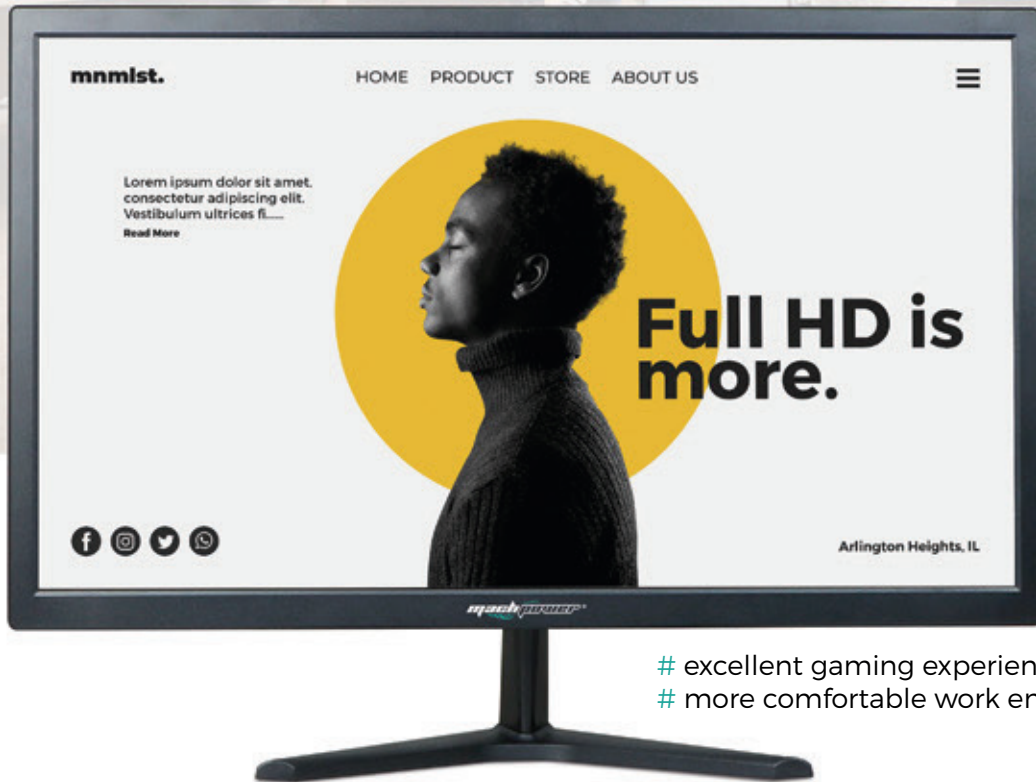 mnmlst.
HOME PRODUCT STORE ABOUT US
Lorem ipsum dolor sit amet.
consectetur adipiscing elit.
Vestibulum ultrices fi......
Read More
Full HD is
more.
Arlington Heights, IL
machpower®
# excellent gaming experien
# more comfortable work en